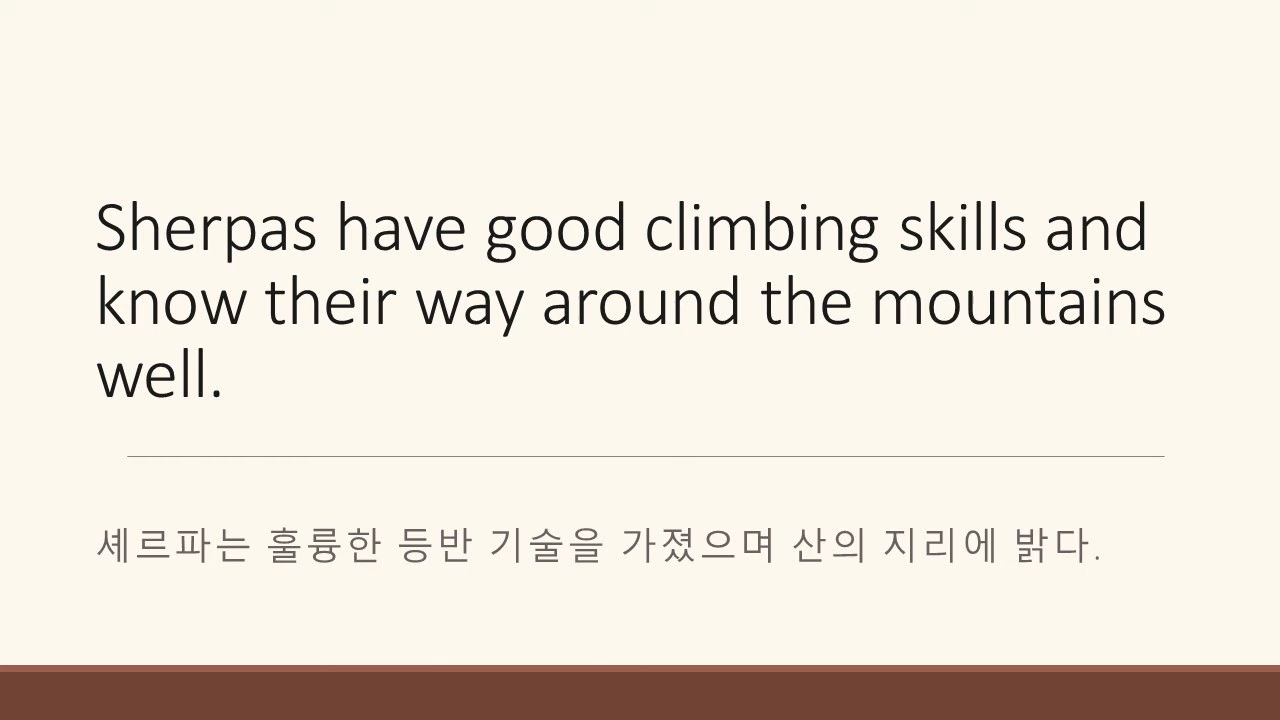 Sherpas have good climbing skills and
know their way around the mountains
well.
셰르파는 훌륭한 등반 기술을 가졌으며 산의 지리에 밝다.